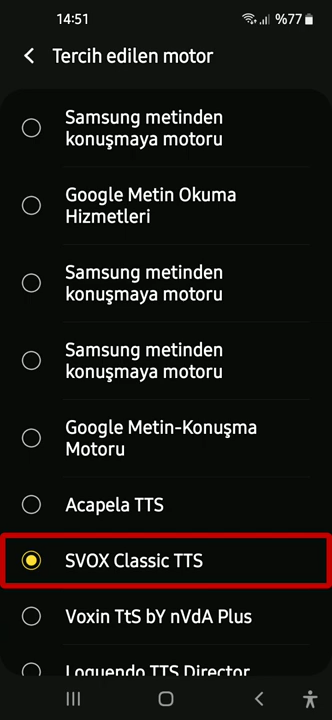 14:51
%77
Tercih edilen motor
Samsung metinden
konuşmaya motoru
Google Metin Okuma
Hizmetleri
Samsung metinden
konuşmaya motoru
Samsung metinden
konuşmaya motoru
Google Metin-Konuşma
Motoru
Acapela TTS
SVOX Classic TTS
Voxin TtS bY nVdA Plus
Loquendo TTS Director